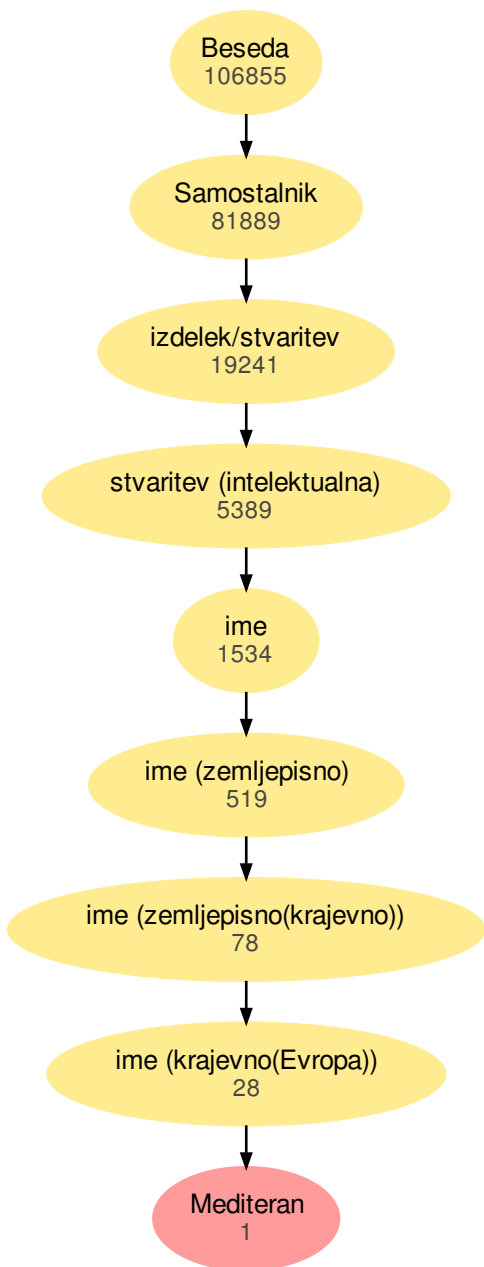 Beseda
106855
Samostalnik
81889
izdelek/stvaritev
19241
stvaritev (intelektualna)
5389
ime
1534
ime (zemljepisno)
519
ime (zemljepisno(krajevno))
78
ime (krajevno(Evropa))
28
Mediteran
1